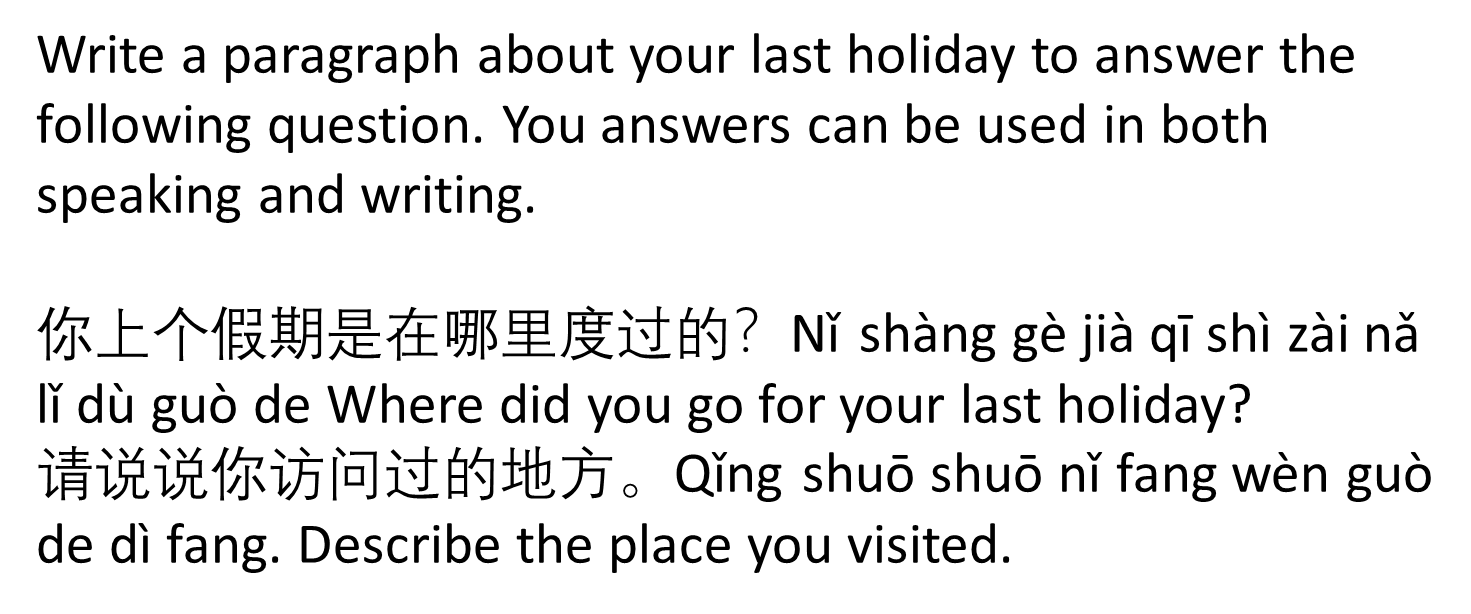 Write a paragraph about your last holiday to answer the
following question. You answers can be used in both
speaking and writing.
你上个假期是在哪里度过的？Nǐ shàng gè jià qī shì zài nǎ
lǐ dù guò de Where did you go for your last holiday?
请说说你访问过的地方。Qǐng shuō shuō nǐ fang wèn guò
de dì fang. Describe the place you visited.